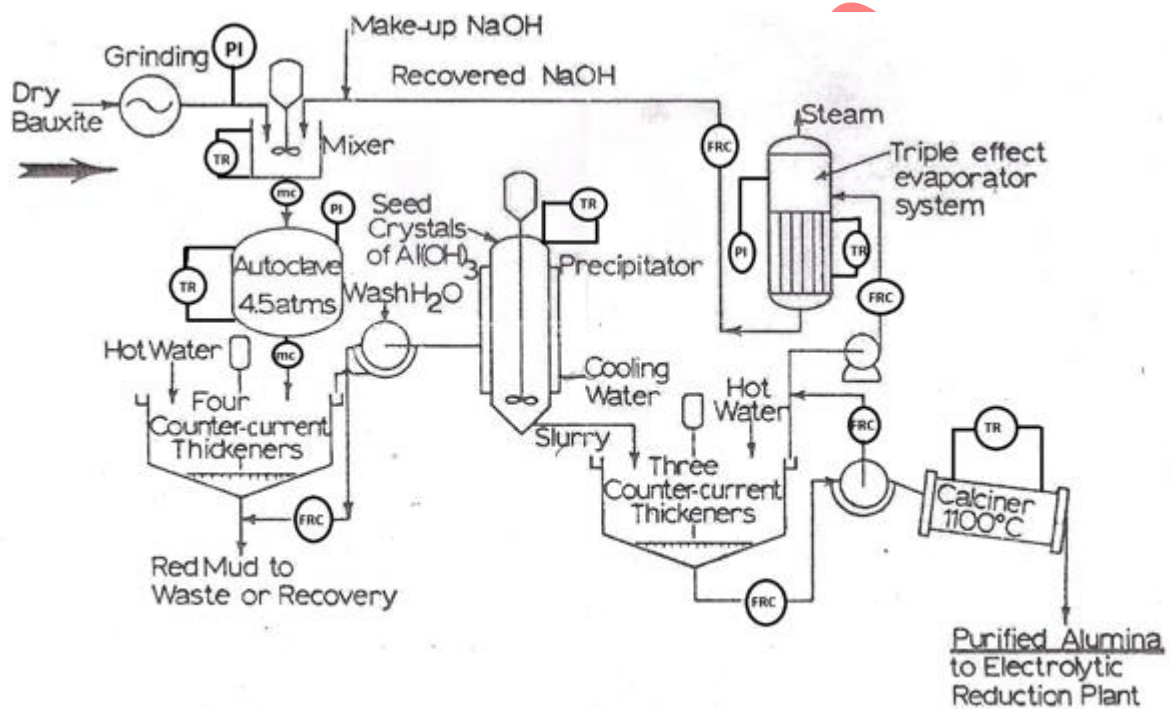 Make-up NaOH
Grinding
PI
Recovered NaOH
Dry
Bauxite
Steam
FRC
Mixer
TR
Triple effect
evaporator
system
mc
PI
Seed
Crystals
of Al(OH)3
TR
Precipitator
PI
TR
Autoclave
4.5atms
TR
Wash H2O
FRC
Hot Water
mc
Cooling
Water
Hot
Water
Four
Counter-current
Thickeners
Slurry
FRC
TR
Three
Counter-current
Thickeners
Calciner
1100°C
FRC
Red Mud to
Waste or Recovery
FRC
Purified Alumina
to Electrolytic
Reduction Plant